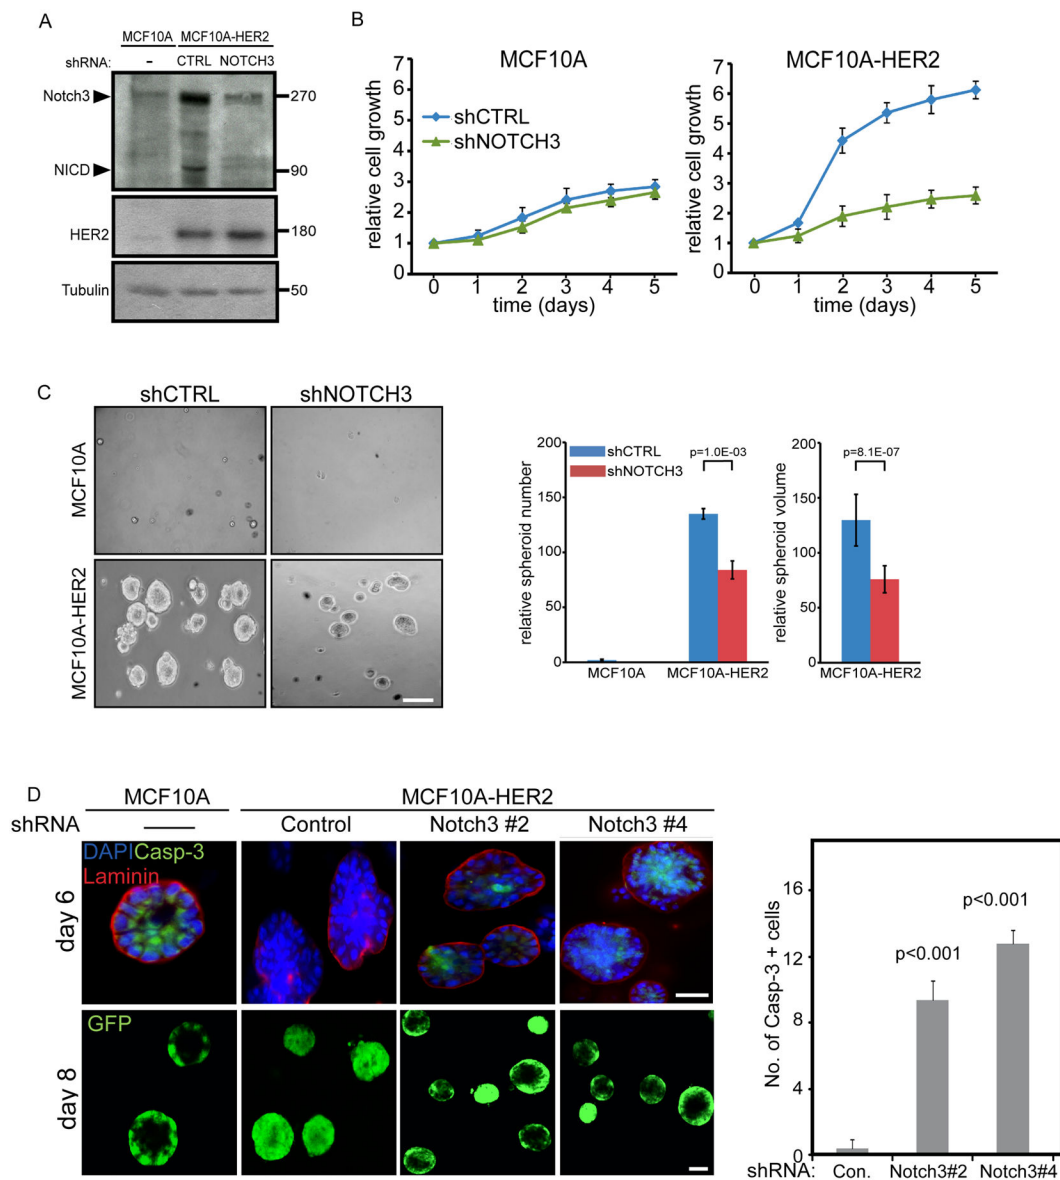 A
MCF10A MCF10A-HER2
shRNA: - CTRL NOTCH3
Notch3 270
NICD 90
HER2 180
Tubulin 50
B
MCF10A
relative cell growth
7
6
5
4
3
2
1
0
shCTRL
shNOTCH3
0 1 2 3 4 5
time (days)
MCF10A-HER2
relative cell growth
7
6
5
4
3
2
1
0
0 1 2 3 4 5
time (days)
C
shCTRL shNOTCH3
MCF10A
MCF10A-HER2
relative spheroid number
200
150
100
50
0
shCTRL
shNOTCH3
p=1.0E-03
MCF10A MCF10A-HER2
relative spheroid volume
200
150
100
50
0
p=8.1E-07
MCF10A-HER2
D
MCF10A MCF10A-HER2
shRNA Control Notch3 #2 Notch3 #4
day 6
DAPICasp-3
Laminin
day 8
GFP
No. of Casp-3 + cells
16
12
8
4
0
p<0.001
p<0.001
shRNA: Con. Notch3#2 Notch3#4